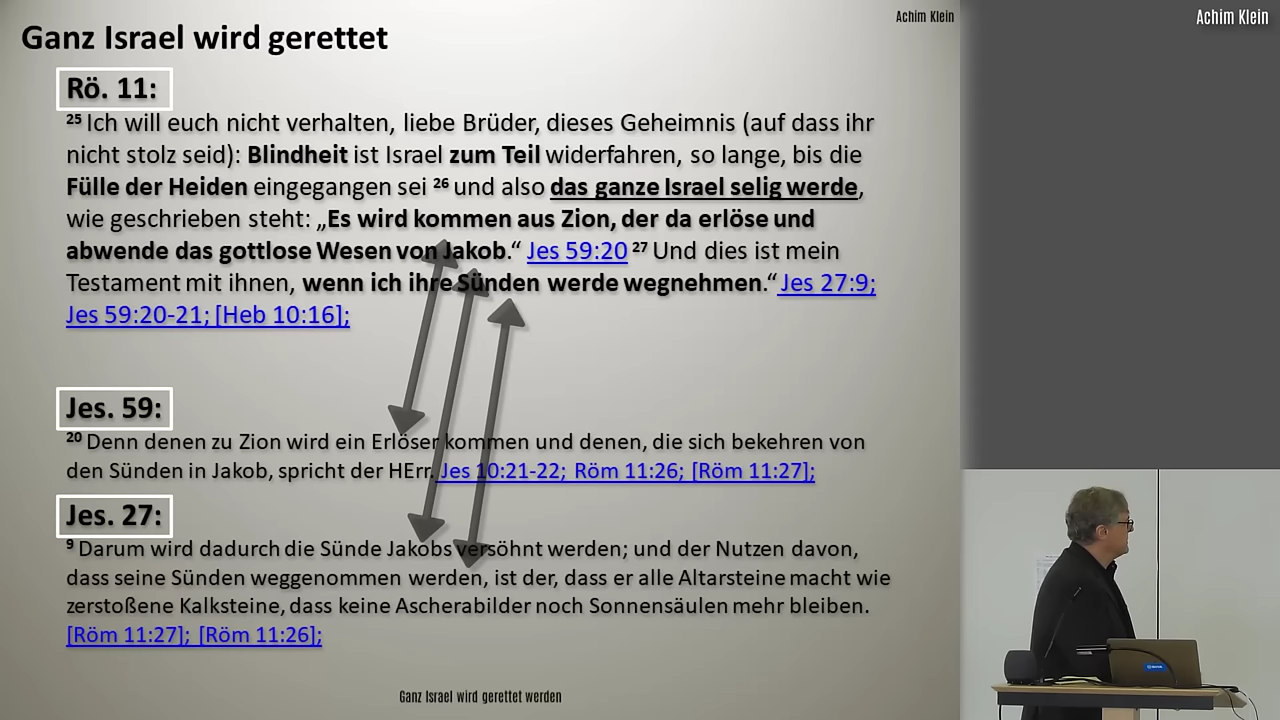 Ganz Israel wird gerettet
Achim Klein
Achim Klein
Rö. 11:
25 Ich will euch nicht verhalten, liebe Brüder, dieses Geheimnis (auf dass ihr
nicht stolz seid): Blindheit ist Israel zum Teil widerfahren, so lange, bis die
Fülle der Heiden eingegangen sei 26 und also das ganze Israel selig werde,
wie geschrieben steht: „Es wird kommen aus Zion, der da erlöse und
abwende das gottlose Wesen von Jakob.“ Jes 59:20 27 Und dies ist mein
Testament mit ihnen, wenn ich ihre Sünden werde wegnehmen.“ Jes 27:9;
Jes 59:20-21; [Heb 10:16];
Jes. 59:
20 Denn denen zu Zion wird ein Erlöser kommen und denen, die sich bekehren von
den Sünden in Jakob, spricht der HErr. Jes 10:21-22; Röm 11:26; [Röm 11:27];
Jes. 27:
9 Darum wird dadurch die Sünde Jakobs versöhnt werden; und der Nutzen davon,
dass seine Sünden weggenommen werden, ist der, dass er alle Altarsteine macht wie
zerstoßene Kalksteine, dass keine Ascherabilder noch Sonnensäulen mehr bleiben.
[Röm 11:27]; [Röm 11:26];
Ganz Israel wird gerettet werden